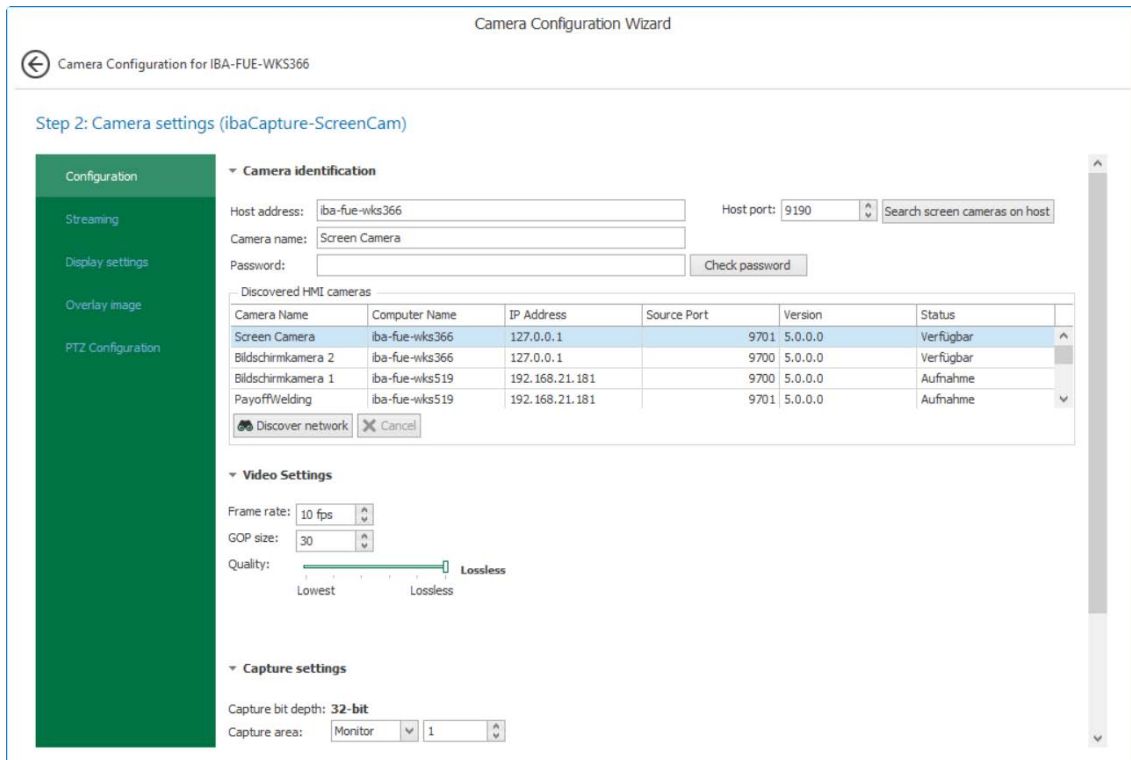 Camera Configuration Wizard
Camera Configuration for IBA-FUE-WKS366
Step 2: Camera settings (ibaCapture-ScreenCam)
Configuration
Streaming
Display settings
Overlay image
PTZ Configuration
Camera identification
Host address: iba-fue-wks366 Host port: 9190 Search screen cameras on host
Camera name: Screen Camera
Password: Check password
Discovered HMI cameras
Camera Name Computer Name IP Address Source Port Version Status
Screen Camera iba-fue-wks366 127.0.0.1 9701 5.0.0.0 Verfügbar
Bildschirmkamera 2 iba-fue-wks366 127.0.0.1 9700 5.0.0.0 Verfügbar
Bildschirmkamera 1 iba-fue-wks519 192.168.21.181 9700 5.0.0.0 Aufnahme
PayoffWelding iba-fue-wks519 192.168.21.181 9701 5.0.0.0 Aufnahme
Discover network Cancel
Video Settings
Frame rate: 10 fps
GOP size: 30
Quality: Lossless
Lowest Lossless
Capture settings
Capture bit depth: 32-bit
Capture area: Monitor 1